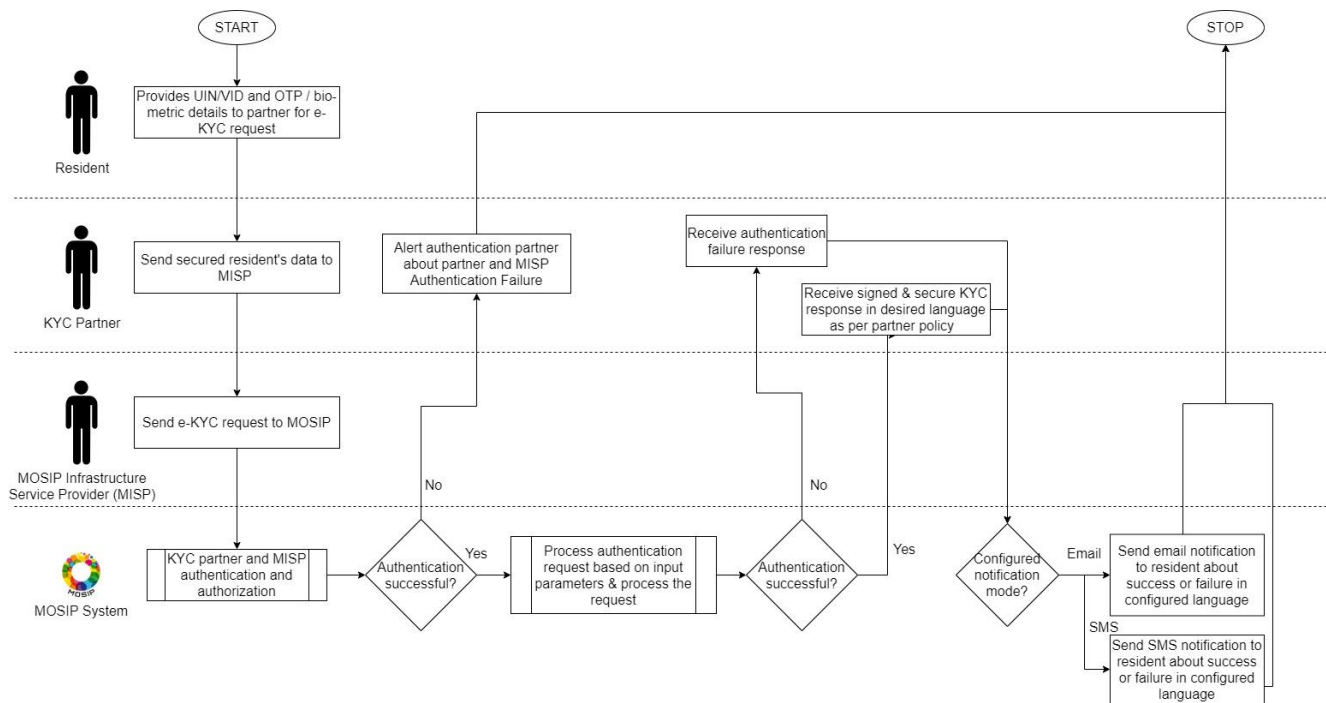 START
STOP
Provides UIN/VID and OTP / bio-
metric details to partner for e-
KYC request
Resident
Send secured resident's data to
MISP
Alert authentication partner
about partner and MISP
Authentication Failure
Receive authentication
failure response
Receive signed & secure KYC
response in desired language
as per partner policy
KYC Partner
Send e-KYC request to MOSIP
MOSIP Infrastructure
Service Provider (MISP)
No
No
KYC partner and MISP
authentication and
authorization
Authentication
successful?
Yes
Process authentication
request based on input
parameters & process the
request
Authentication
successful?
Yes
Configured
notification
mode?
Email
Send email notification
to resident about
success or failure in
configured language
MOSIP
MOSIP System
SMS
Send SMS notification to
resident about success
or failure in configured
language